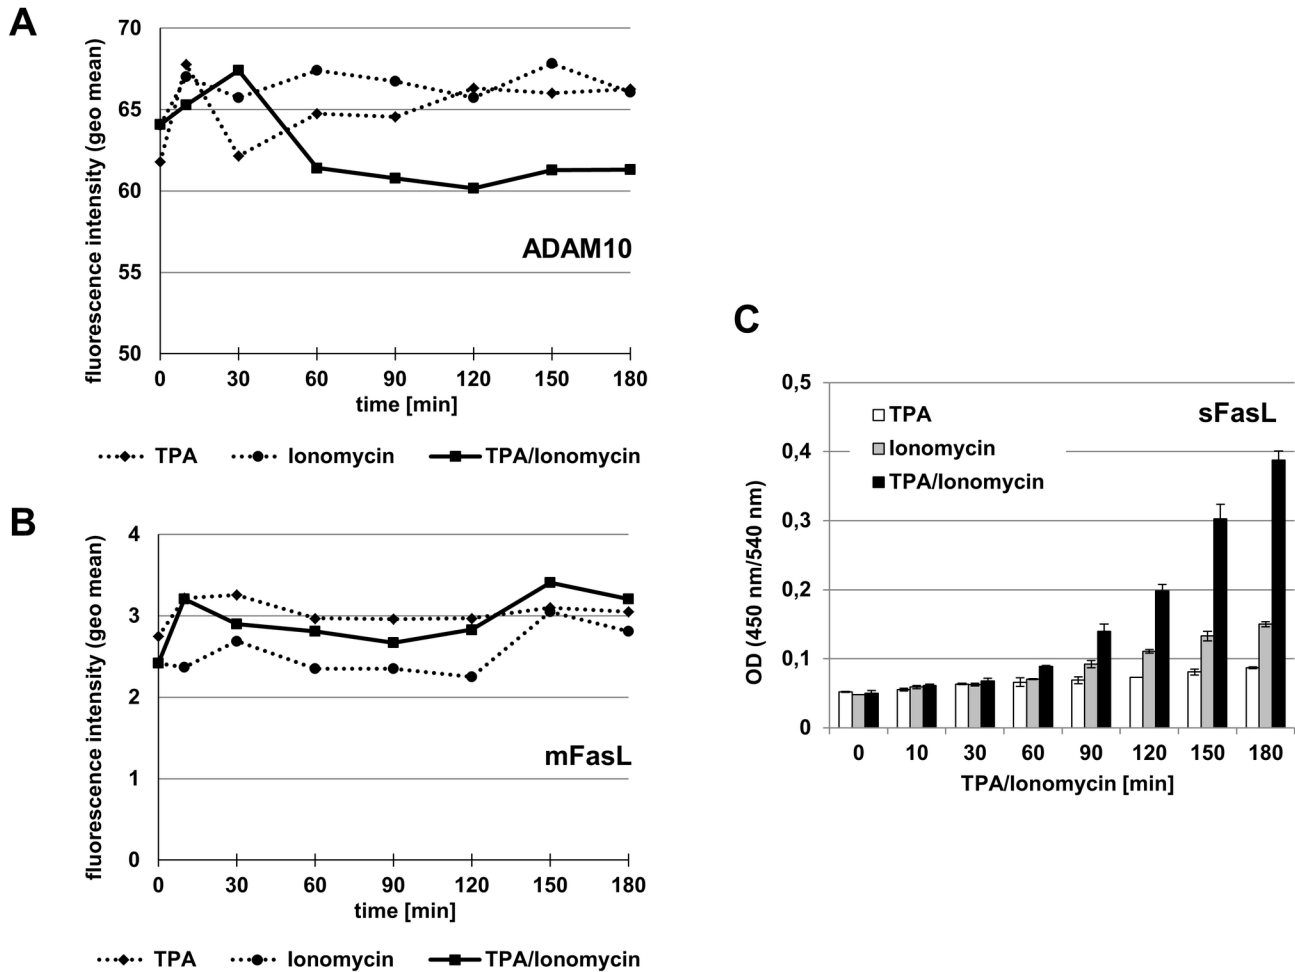 A
fluorescence intensity (geo mean)
70
65
60
55
50
ADAM10
0 30 60 90 120 150 180
time [min]
TPA Ionomycin TPA/Ionomycin
B
fluorescence intensity (geo mean)
4
3
2
1
0
mFasL
0 30 60 90 120 150 180
time [min]
TPA Ionomycin TPA/Ionomycin
C
OD (450 nm/540 nm)
0,5
0,4
0,3
0,2
0,1
0
TPA
Ionomycin
TPA/Ionomycin
sFasL
0 10 30 60 90 120 150 180
TPA/Ionomycin [min]